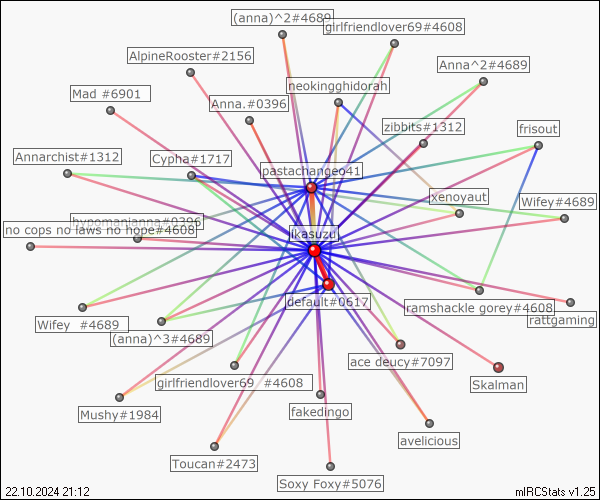 (anna)^2#4689
girlfriendlover69#4608
AlpineRooster#2156
Anna^2#4689
neokingghidorah
Mad #6901
Anna.#0396
zibbits#1312
frisout
Annarchist#1312
Cypha#1717
pastachangeo41
xenoyaut
Wifey#4689
hypomanjanna#0396
no cops no laws no hope#4608
ikasuzu
default#0617
ramshackle gorey#4608
rattgaming
Wifey #4689
(anna)^3#4689
ace deucy#7097
girlfriendlover69 #4608
Skalman
Mushy#1984
fakedingo
avelicious
Toucan#2473
Soxy Foxy#5076
22.10.2024 21:12
mIRCStats v1.25